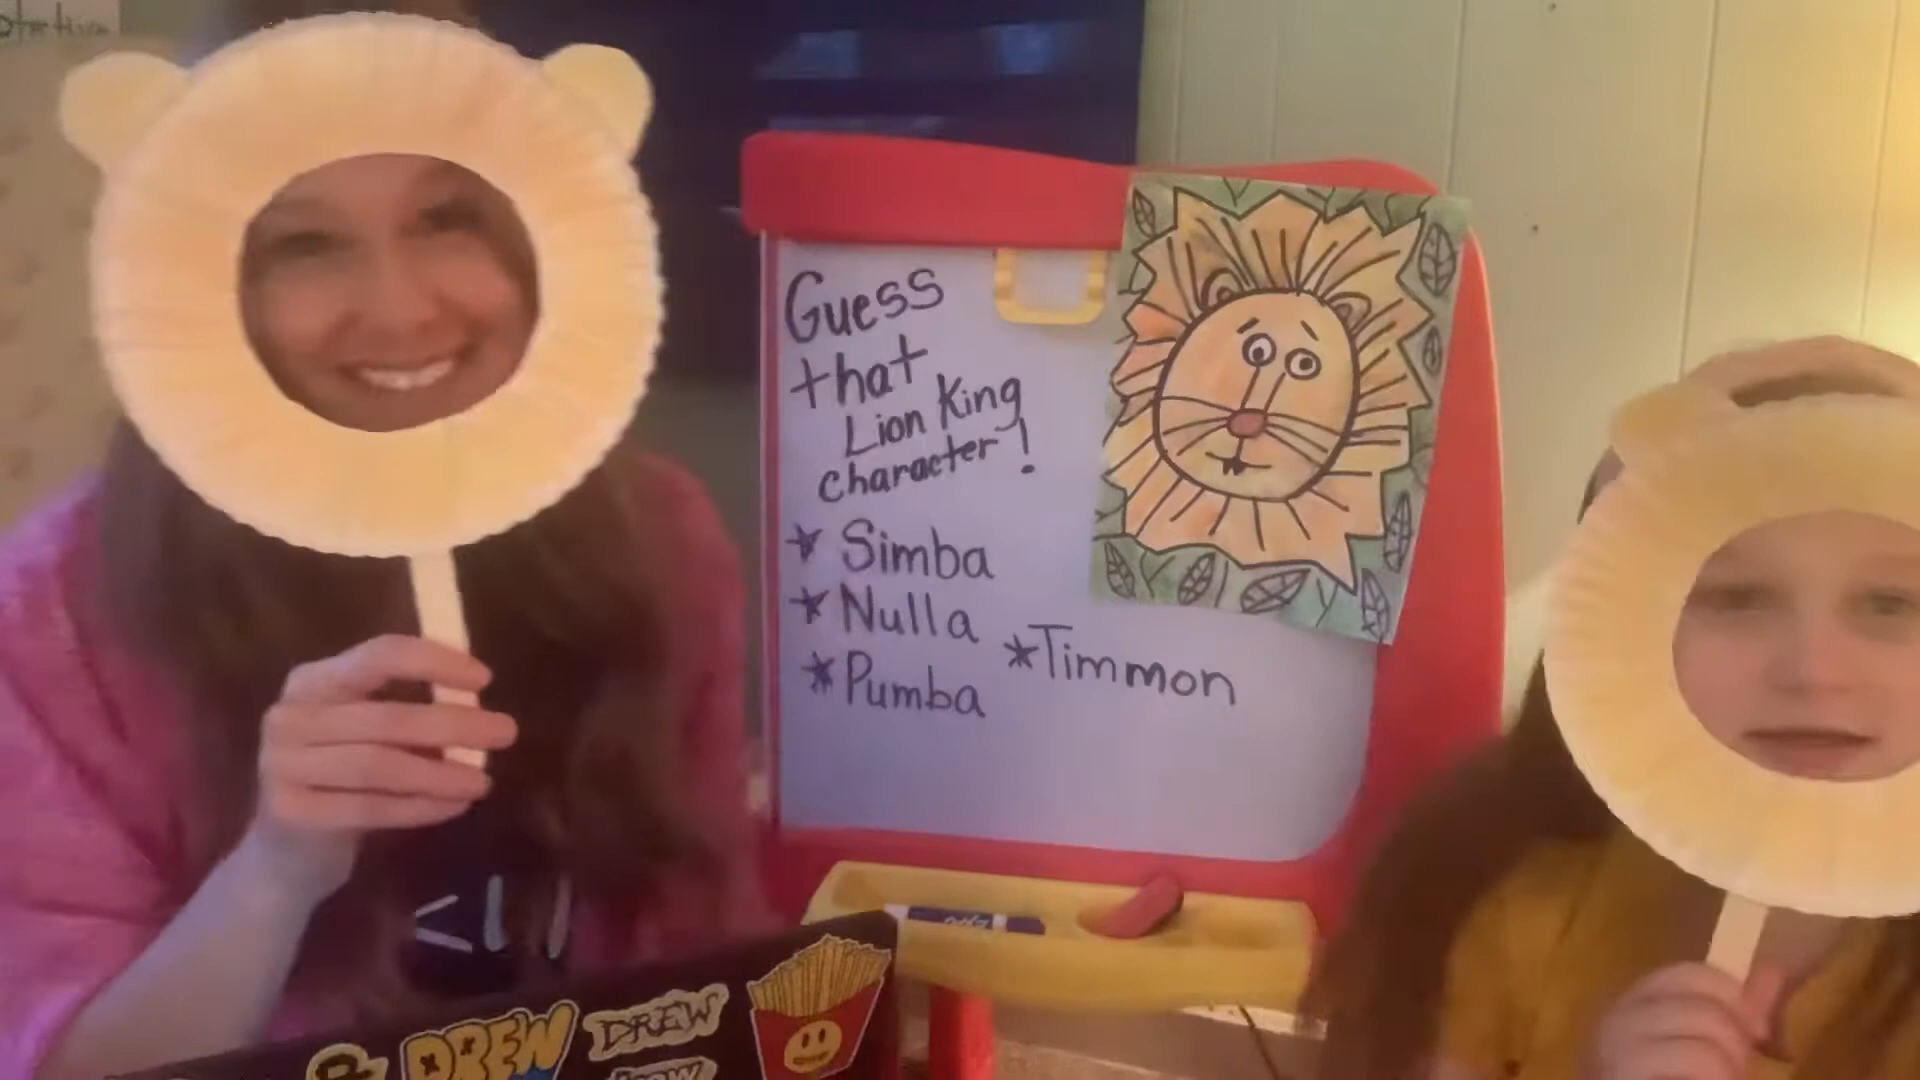 Guess
that
Lion King
character!
* Simba
* Nulla
* Timmon
* Pumba
DREW
DREW